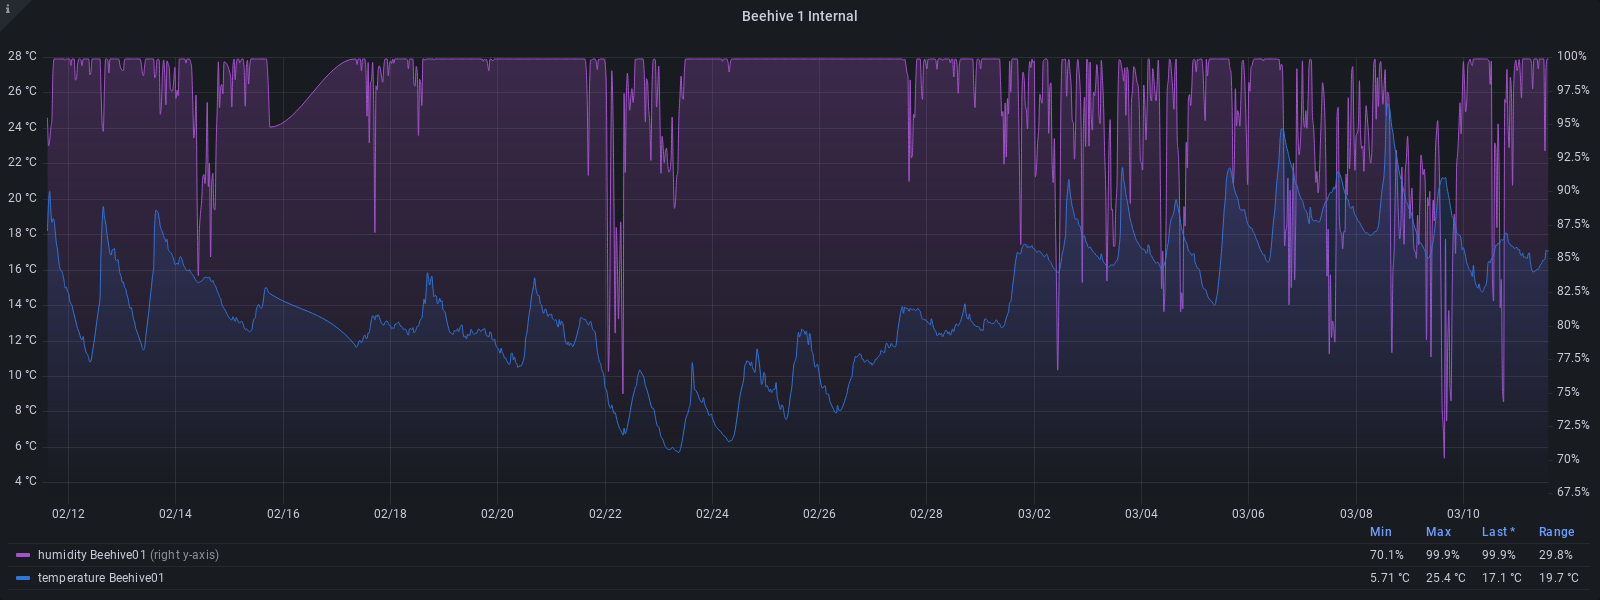 i
Beehive 1 Internal
28 °C
26 °C
24 °C
22 °C
20 °C
18 °C
16 °C
14 °C
12 °C
10 °C
8 °C
6 °C
4 °C
100%
97.5%
95%
92.5%
90%
87.5%
85%
82.5%
80%
77.5%
75%
72.5%
70%
67.5%
02/12 02/14 02/16 02/18 02/20 02/22 02/24 02/26 02/28 03/02 03/04 03/06 03/08 03/10
Min Max Last * Range
humidity Beehive01 (right y-axis) 70.1% 99.9% 99.9% 29.8%
temperature Beehive01 5.71 °C 25.4 °C 17.1 °C 19.7 °C